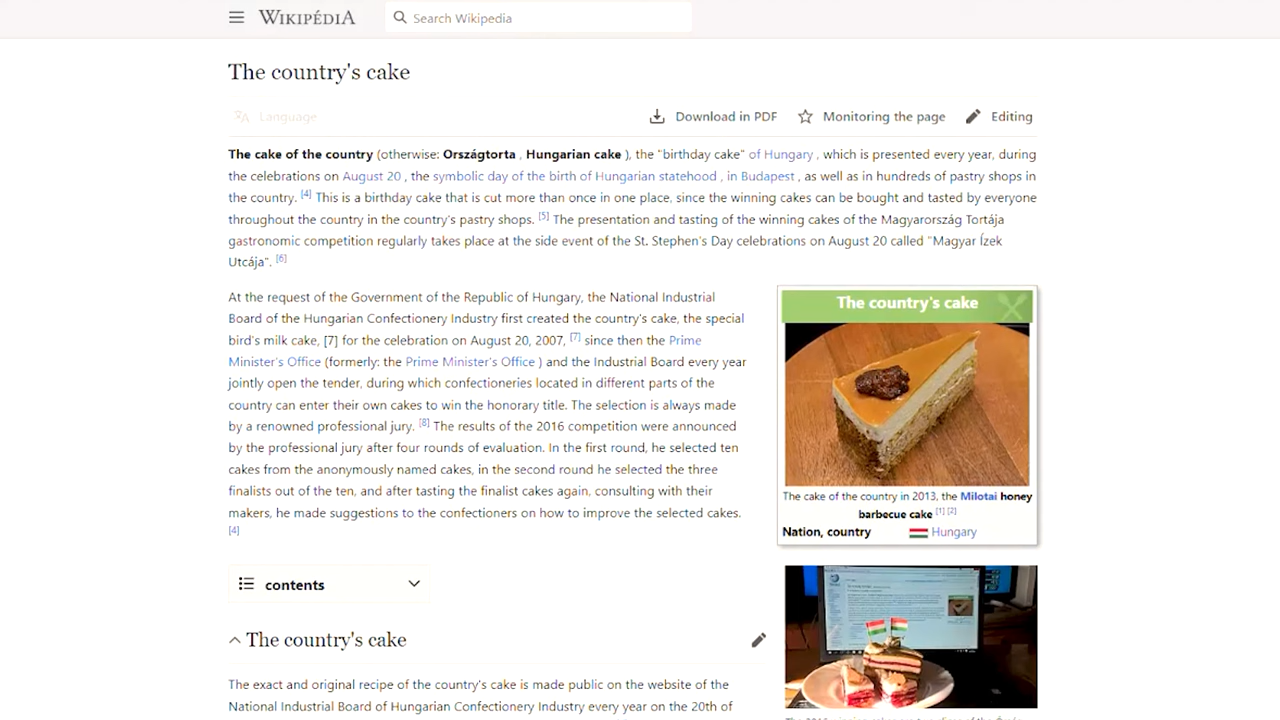 WIKIPÉDIA
Search Wikipedia
The country's cake
Language
Download in PDF
Monitoring the page
Editing
The cake of the country (otherwise: Országtorta , Hungarian cake ), the "birthday cake" of Hungary , which is presented every year, during
the celebrations on August 20 , the symbolic day of the birth of Hungarian statehood , in Budapest , as well as in hundreds of pastry shops in
the country. [4] This is a birthday cake that is cut more than once in one place, since the winning cakes can be bought and tasted by everyone
throughout the country in the country's pastry shops. [5] The presentation and tasting of the winning cakes of the Magyarország Tortája
gastronomic competition regularly takes place at the side event of the St. Stephen's Day celebrations on August 20 called "Magyar Ízek
Utcája". [6]
At the request of the Government of the Republic of Hungary, the National Industrial
Board of the Hungarian Confectionery Industry first created the country's cake, the special
bird's milk cake, [7] for the celebration on August 20, 2007, [7] since then the Prime
Minister's Office (formerly: the Prime Minister's Office ) and the Industrial Board every year
jointly open the tender, during which confectioneries located in different parts of the
country can enter their own cakes to win the honorary title. The selection is always made
by a renowned professional jury. [8] The results of the 2016 competition were announced
by the professional jury after four rounds of evaluation. In the first round, he selected ten
cakes from the anonymously named cakes, in the second round he selected the three
finalists out of the ten, and after tasting the finalist cakes again, consulting with their
makers, he made suggestions to the confectioners on how to improve the selected cakes.
[4]
The country's cake
The cake of the country in 2013, the Milotai honey
barbecue cake [1] [2]
Nation, country Hungary
contents
The country's cake
The exact and original recipe of the country's cake is made public on the website of the
National Industrial Board of Hungarian Confectionery Industry every year on the 20th of